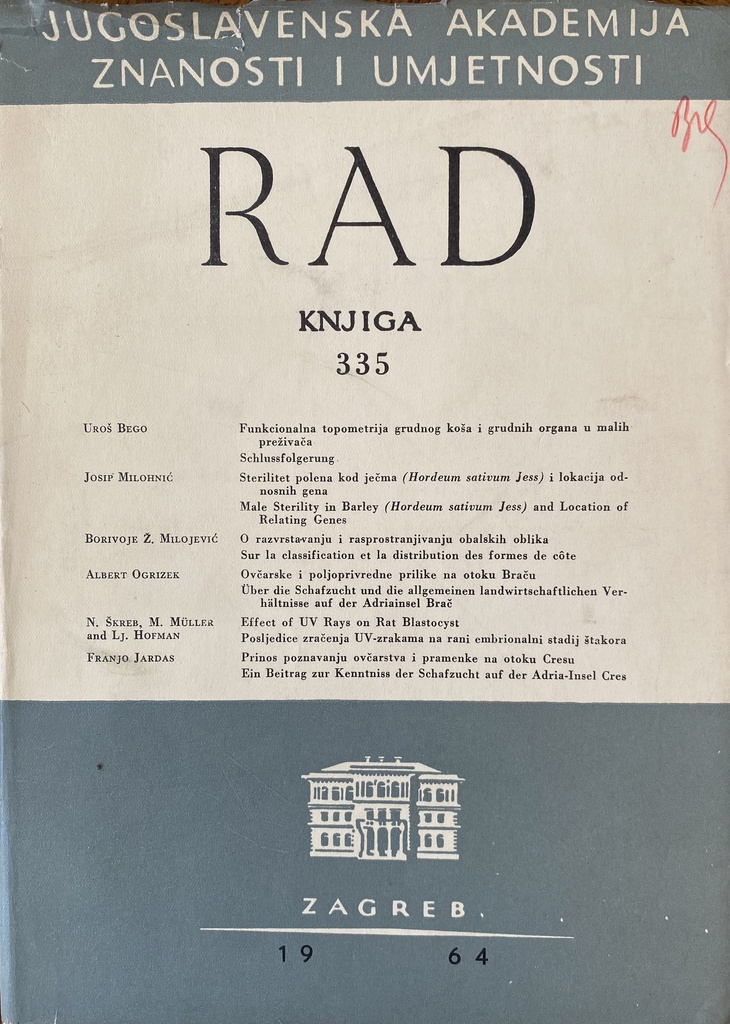 JUGOSLAVENSKA AKADEMIJA
ZNANOSTI I UMJETNOSTI
RAD
KNJIGA
335
UROŠ BEGO Funkcionalna topometrija grudnog koša i grudnih organa u malih
preživača
Schlussfolgerung
JOSIP MILOHNIĆ Sterilitet polena kod ječma (Hordeum sativum Jess) i lokacija od-
nosnih gena
Male Sterility in Barley (Hordeum sativum Jess) and Location of
Relating Genes
BORIVOJE Ž. MILOJEVIĆ O razvrstavanju i rasprostranjivanju obalskih oblika
Sur la classification et la distribution des formes de côte
ALBERT OGRIZEK Ovčarske i poljoprivredne prilike na otoku Braču
Über die Schafzucht und die allgemeinen landwirtschaftlichen Ver-
hältnisse auf der Adriainsel Brač
N. ŠKREB, M. MÜLLER Effect of UV Rays on Rat Blastocyst
and LJ. HOFMAN Posljedice zračenja UV-zrakama na rani embrionalni stadij štakora
FRANJO JARDAS Prinos poznavanju ovčarstva i pramenke na otoku Cresu
Ein Beitrag zur Kenntniss der Schafzucht auf der Adria-Insel Cres
ZAGREB.
19 64